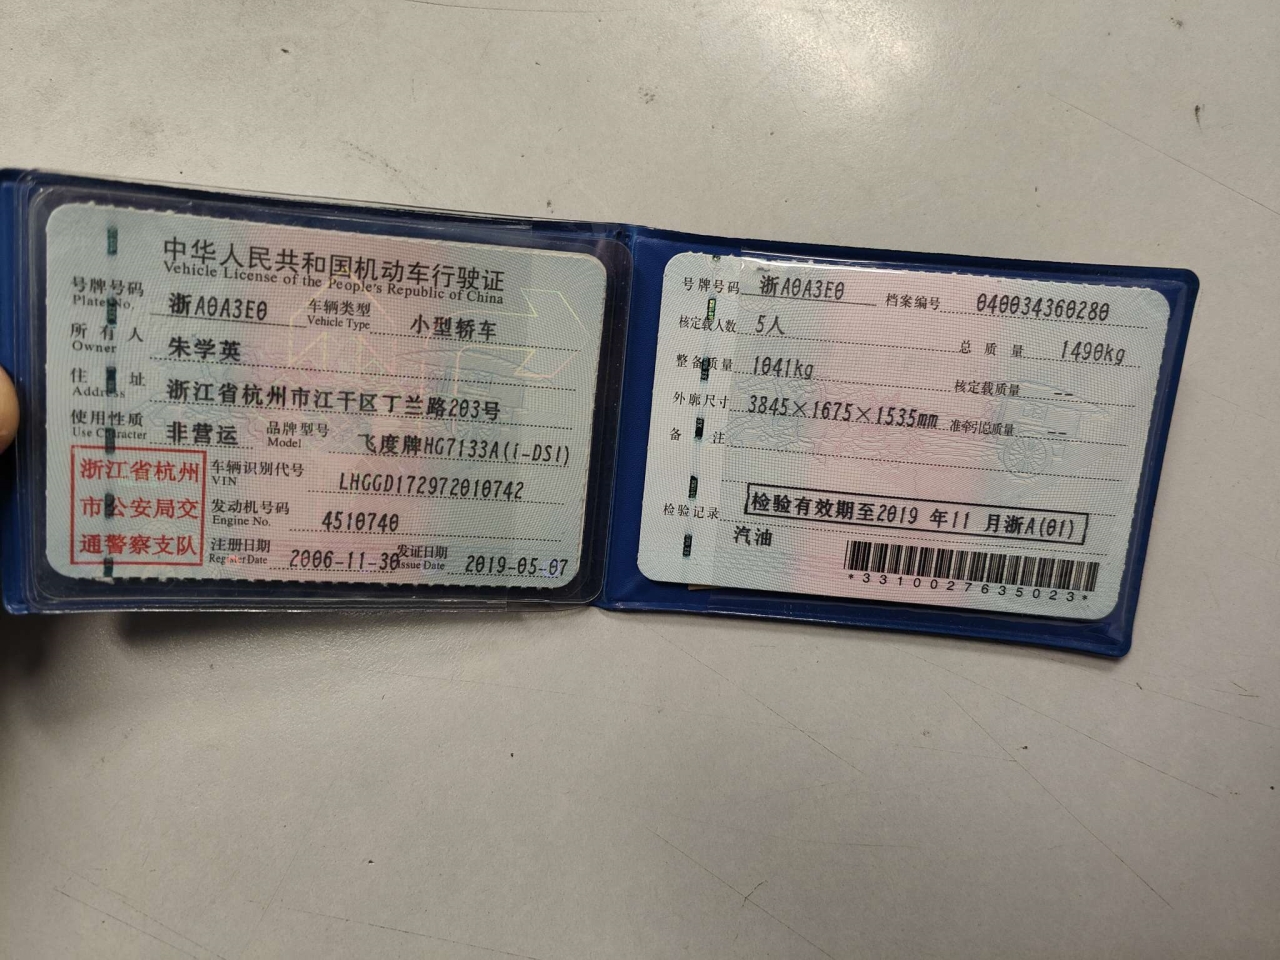 中华人民共和国机动车行驶证
Vehicle License of the People's Republic of China
号牌号码 浙A0A3E0 车辆类型 小型轿车
Plate No. Vehicle Type
所有人 朱学英
Owner
住址 浙江省杭州市江干区丁兰路203号
Address
使用性质 非营运 品牌型号 飞度牌HG7133A(i-DSI)
Use Character Model
浙江省杭州市公安局交通警察支队
车辆识别代号 LHGGD172972010742
VIN
发动机号码 4510740
Engine No.
注册日期 2006-11-30 发证日期 2019-05-07
Register Date Issue Date
号牌号码 浙A0A3E0 档案编号 040034360280
核定载人数 5人 总质量 1490kg
整备质量 1041kg 核定载质量 --
外廓尺寸 3845×1675×1535mm 准牵引总质量 --
备注
检验记录 检验有效期至2019 年11 月浙A(01)
汽油
*3310027635023*